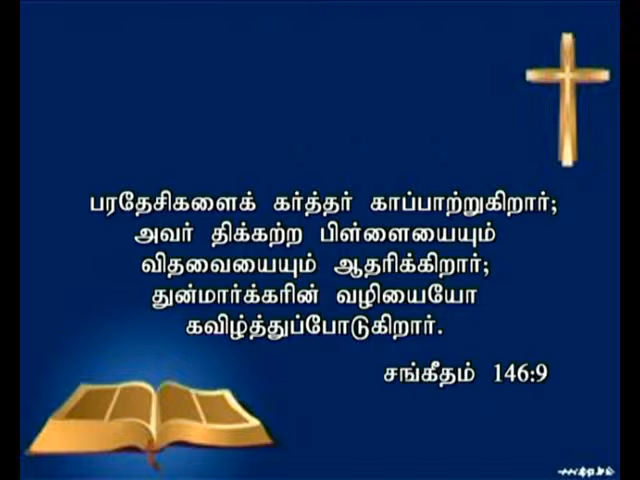 பரதேசிகளைக் கர்த்தர் காப்பாற்றுகிறார்;
அவர் திக்கற்ற பிள்ளையையும்
விதவையையும் ஆதரிக்கிறார்;
துன்மார்க்கரின் வழியையோ
கவிழ்த்துப்போடுகிறார்.
சங்கீதம் 146:9